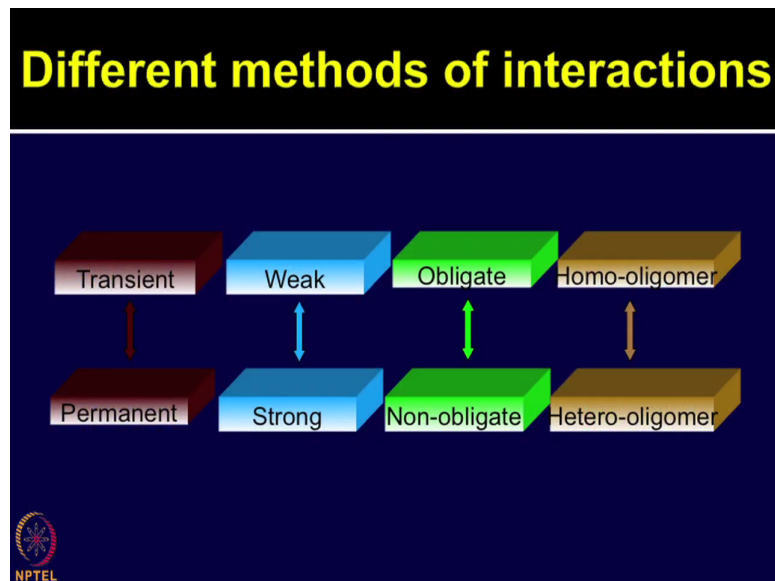 Different methods of interactions
Transient Weak Obligate Homo-oligomer
Permanent Strong Non-obligate Hetero-oligomer
NPTEL